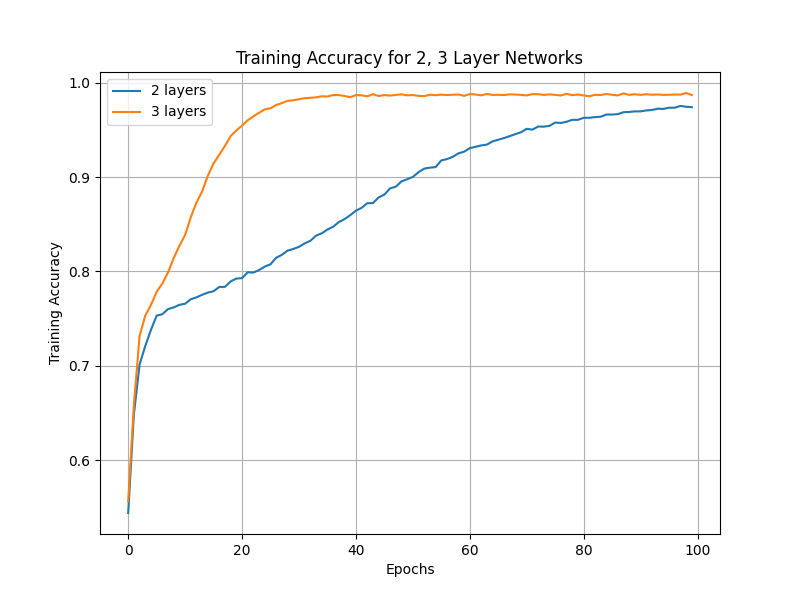 Training Accuracy for 2, 3 Layer Networks
2 layers
3 layers
Training Accuracy
1.0
0.9
0.8
0.7
0.6
0 20 40 60 80 100
Epochs